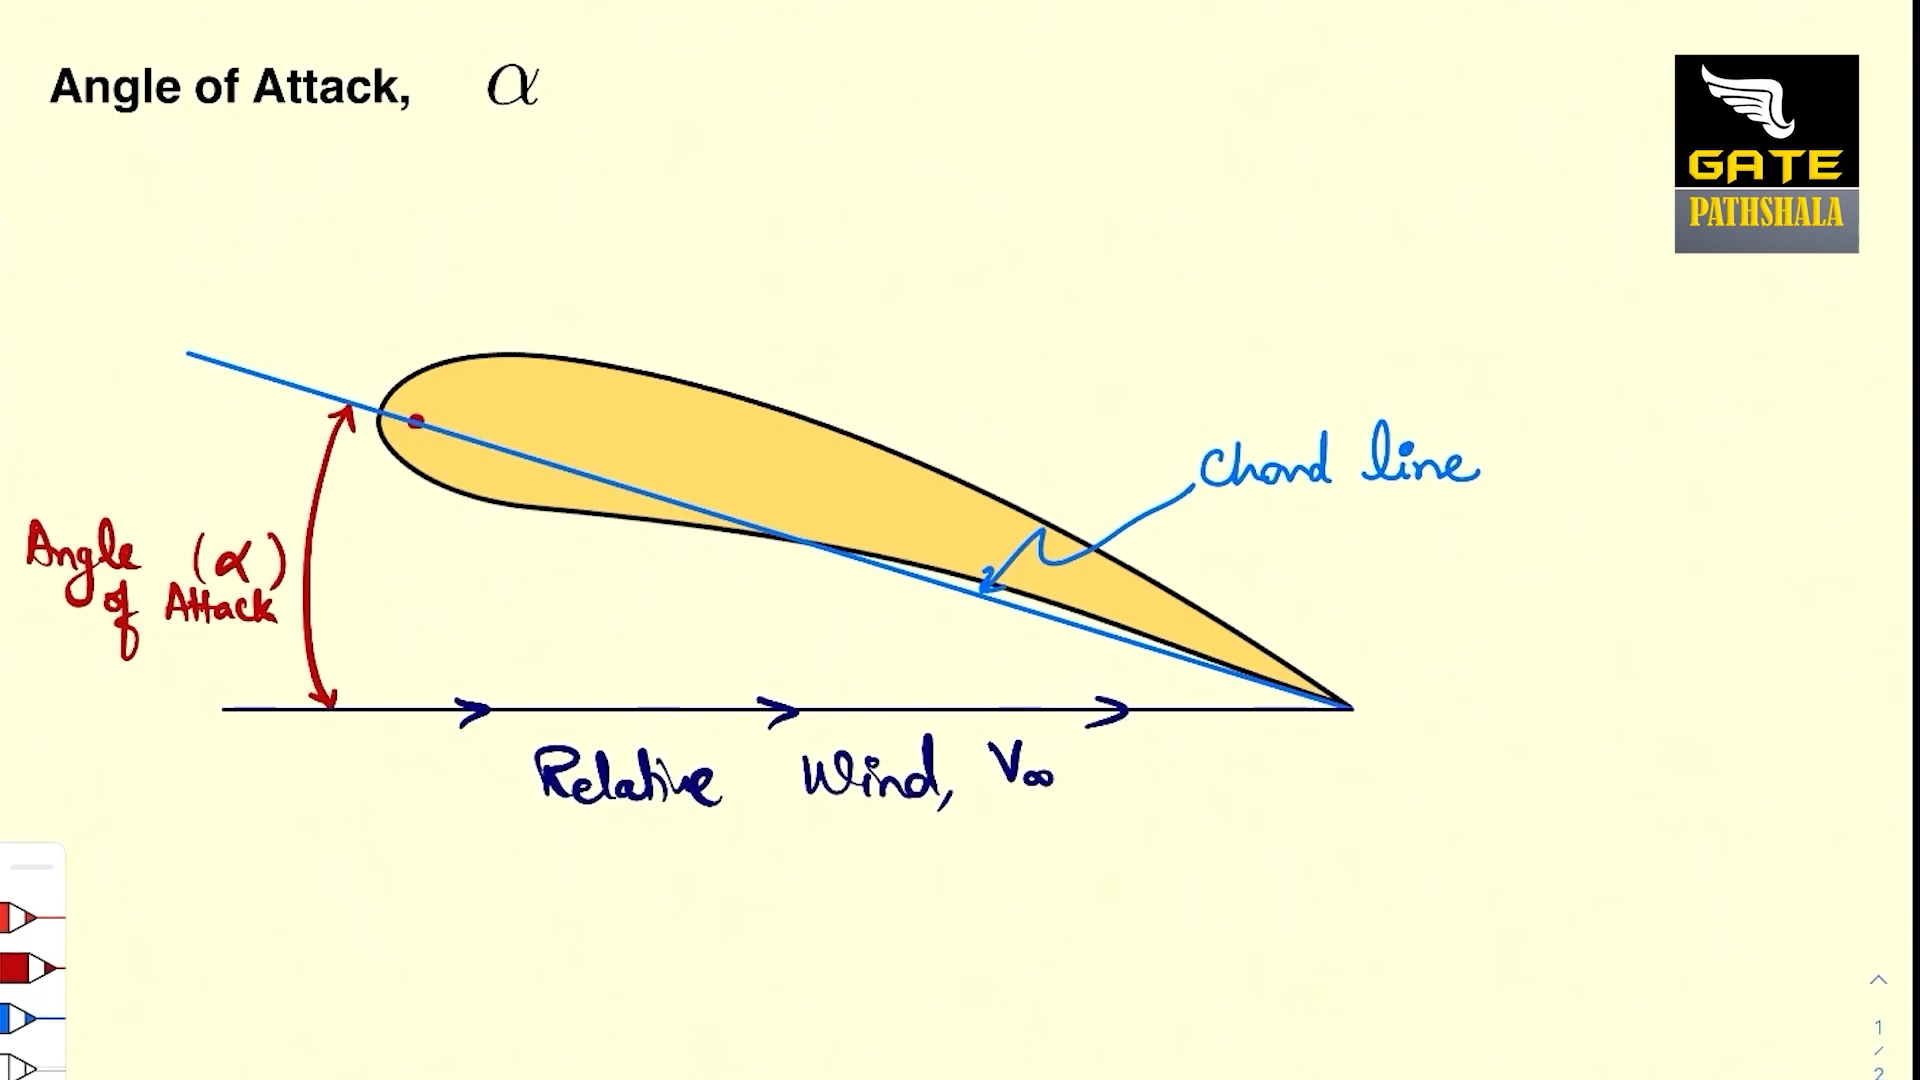 Angle of Attack, α
GATE
PATHSHALA
Chord line
Angle (α)
of Attack
Relative Wind, V∞
1
/
2